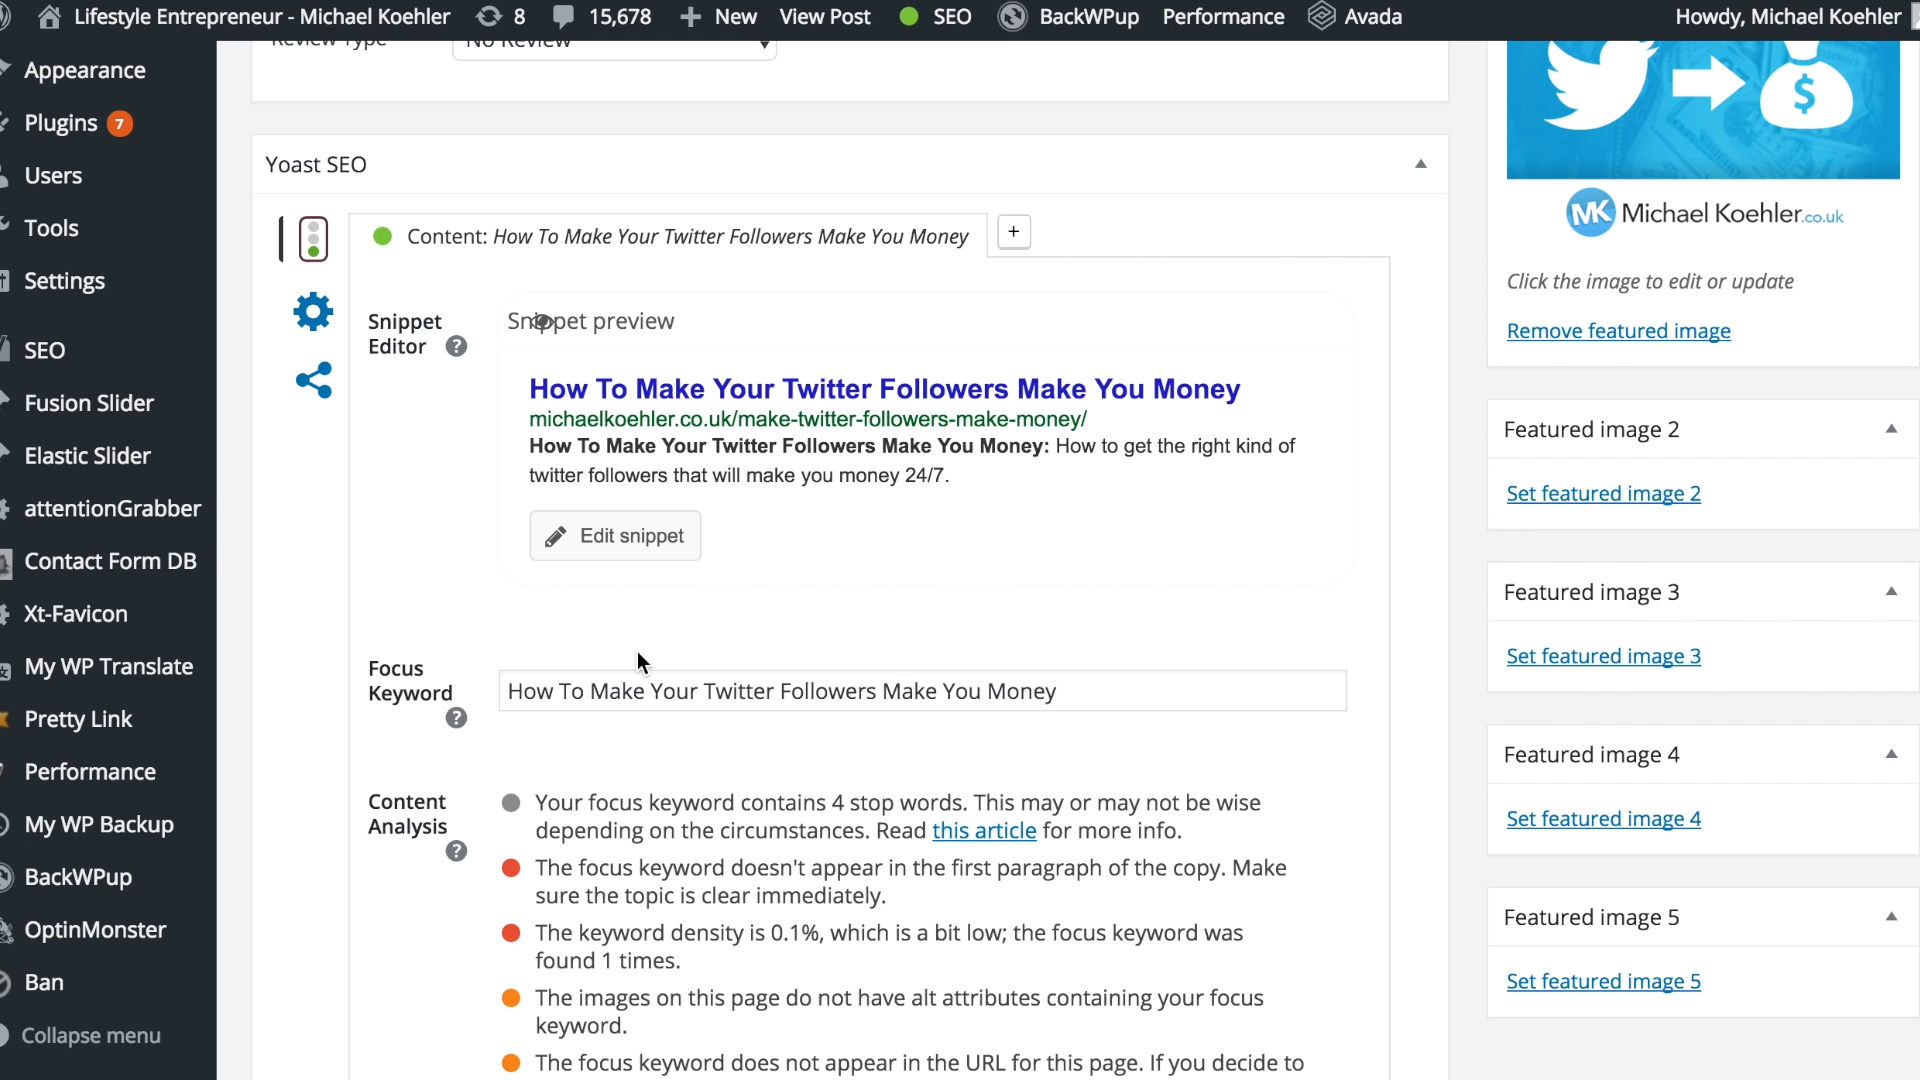 Lifestyle Entrepreneur - Michael Koehler 8 15,678 New View Post SEO BackWPup Performance Avada Howdy, Michael Koehler
Appearance
Plugins 7
Users
Tools
Settings
SEO
Fusion Slider
Elastic Slider
attentionGrabber
Contact Form DB
Xt-Favicon
My WP Translate
Pretty Link
Performance
My WP Backup
BackWPup
OptinMonster
Ban
Collapse menu
Review Type No Review
Yoast SEO
Content: How To Make Your Twitter Followers Make You Money +
Snippet
Editor ?
Snippet preview
How To Make Your Twitter Followers Make You Money
michaelkoehler.co.uk/make-twitter-followers-make-money/
How To Make Your Twitter Followers Make You Money: How to get the right kind of
twitter followers that will make you money 24/7.
Edit snippet
Focus
Keyword
?
How To Make Your Twitter Followers Make You Money
Content
Analysis
?
Your focus keyword contains 4 stop words. This may or may not be wise
depending on the circumstances. Read this article for more info.
The focus keyword doesn't appear in the first paragraph of the copy. Make
sure the topic is clear immediately.
The keyword density is 0.1%, which is a bit low; the focus keyword was
found 1 times.
The images on this page do not have alt attributes containing your focus
keyword.
The focus keyword does not appear in the URL for this page. If you decide to
$
MK Michael Koehler.co.uk
Click the image to edit or update
Remove featured image
Featured image 2
Set featured image 2
Featured image 3
Set featured image 3
Featured image 4
Set featured image 4
Featured image 5
Set featured image 5